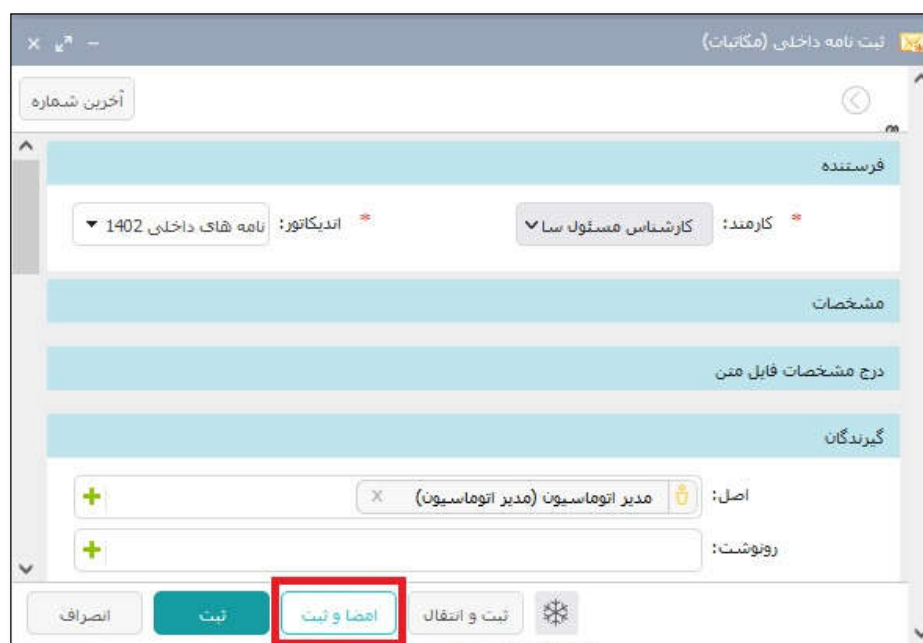 ثبت نامه داخلی (مکاتبات)
آخرین شماره
فرستنده
* کارمند: کارشناس مسئول سا * اندیکاتور: نامه های داخلی 1402
مشخصات
درج مشخصات فایل متن
گیرندگان
اصل: مدیر اتوماسیون (مدیر اتوماسیون) x
رونوشت:
ثبت و انتقال امضا و ثبت ثبت انصراف